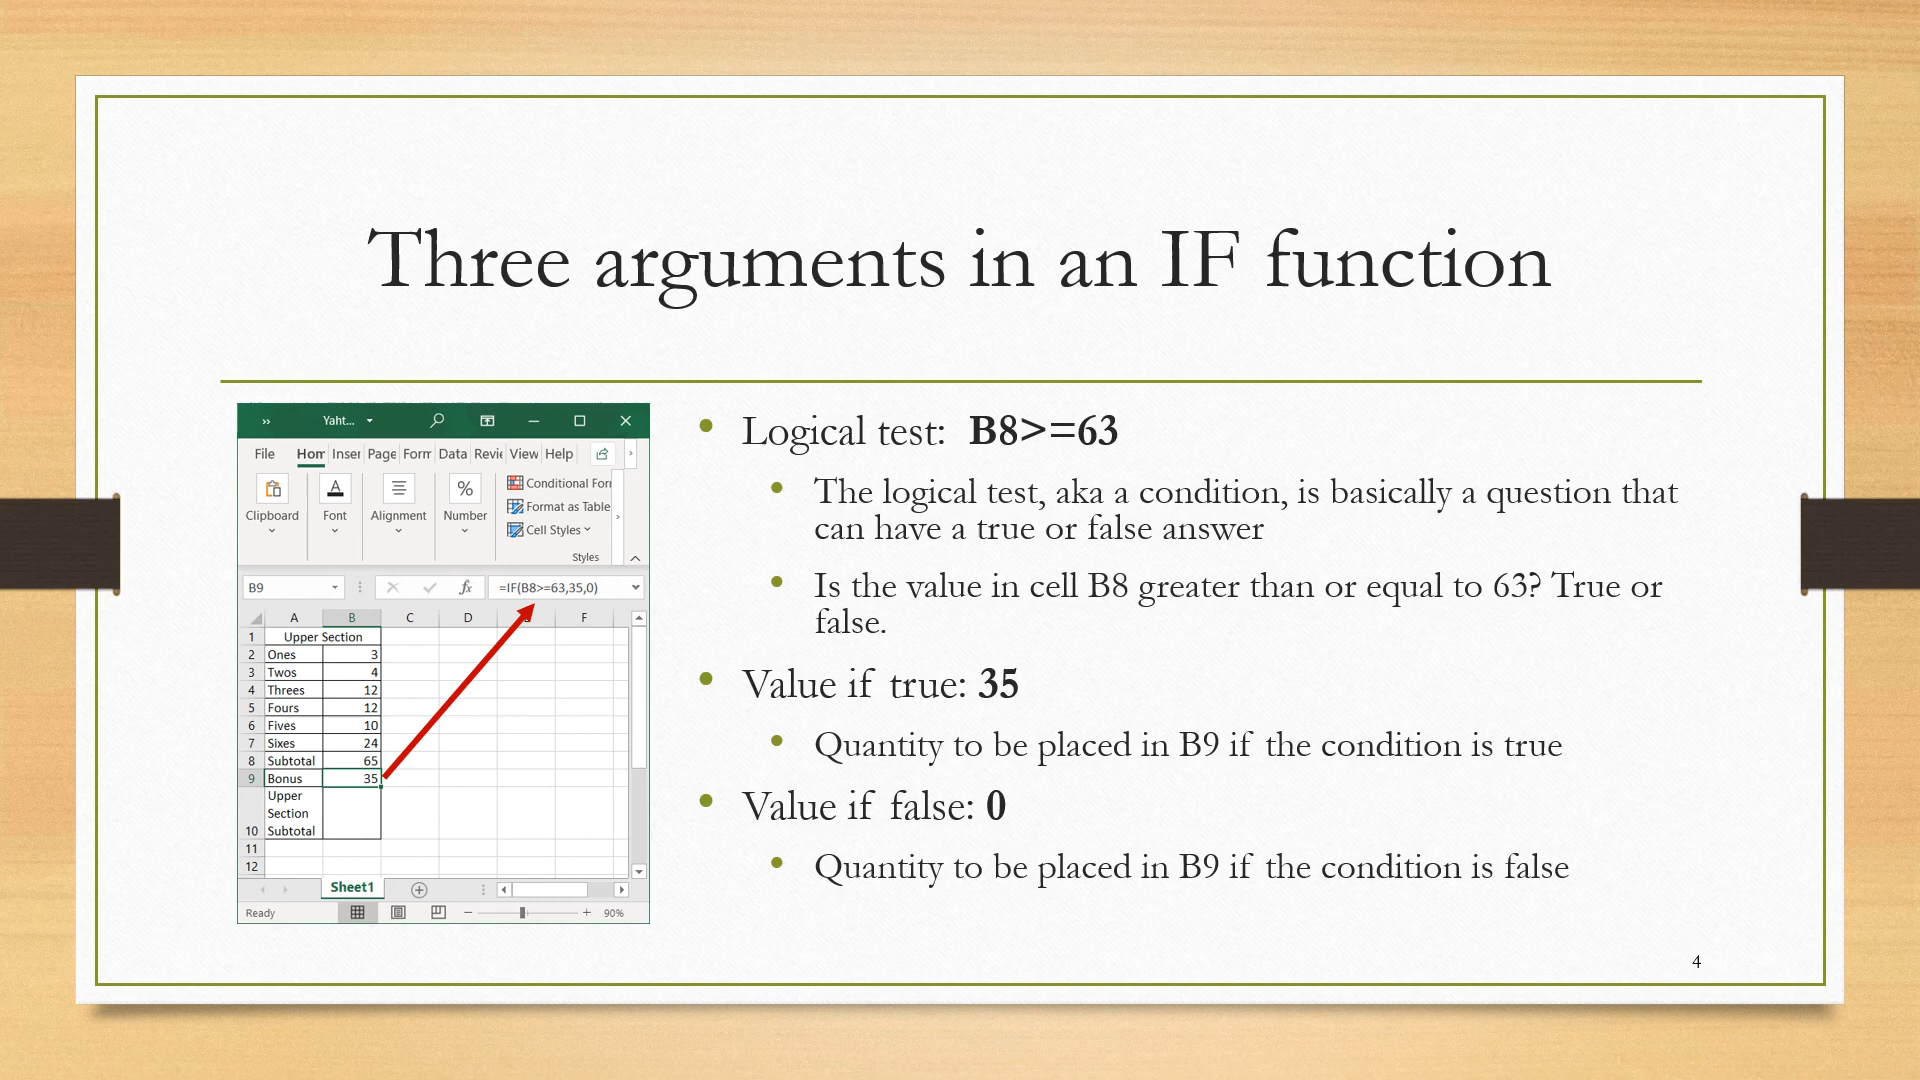 Three arguments in an IF function
›› Yaht...
File Hom Inser Page Form Data Revie View Help
Clipboard Font Alignment Number
Conditional For
Format as Table
Cell Styles
Styles
B9 fx =IF(B8>=63,35,0)
A B C D F
1 Upper Section
2 Ones 3
3 Twos 4
4 Threes 12
5 Fours 12
6 Fives 10
7 Sixes 24
8 Subtotal 65
9 Bonus 35
Upper
Section
10 Subtotal
11
12
Sheet1
Ready 90%
• Logical test: B8>=63
• The logical test, aka a condition, is basically a question that
can have a true or false answer
• Is the value in cell B8 greater than or equal to 63? True or
false.
• Value if true: 35
• Quantity to be placed in B9 if the condition is true
• Value if false: 0
• Quantity to be placed in B9 if the condition is false
4